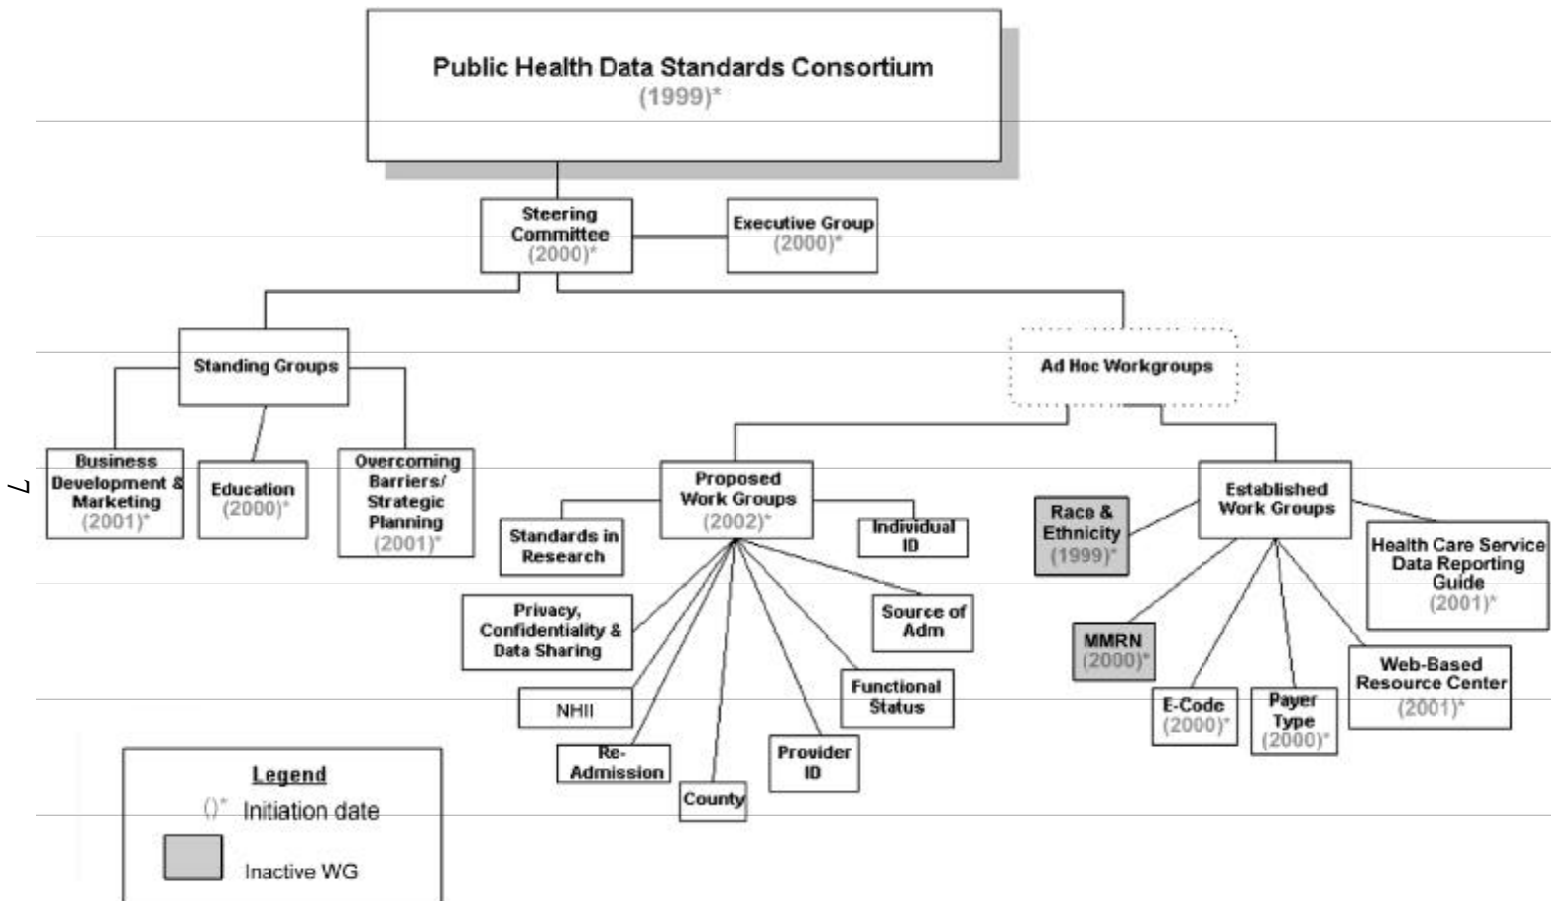 Public Health Data Standards Consortium
(1999)*
Steering
Committee
(2000)*
Executive Group
(2000)*
Standing Groups
Ad Hoc Workgroups
Business
Development &
Marketing
(2001)*
Education
(2000)*
Overcoming
Barriers/
Strategic
Planning
(2001)*
Proposed
Work Groups
(2002)*
Established
Work Groups
Standards in
Research
Individual
ID
Privacy,
Confidentiality &
Data Sharing
Source of
Adm
NHII
Functional
Status
Re-
Admission
Provider
ID
County
Race &
Ethnicity
(1999)*
Health Care Service
Data Reporting
Guide
(2001)*
MMRN
(2000)*
Web-Based
Resource Center
(2001)*
E-Code
(2000)*
Payer
Type
(2000)*
7
Legend
()* Initiation date
Inactive WG